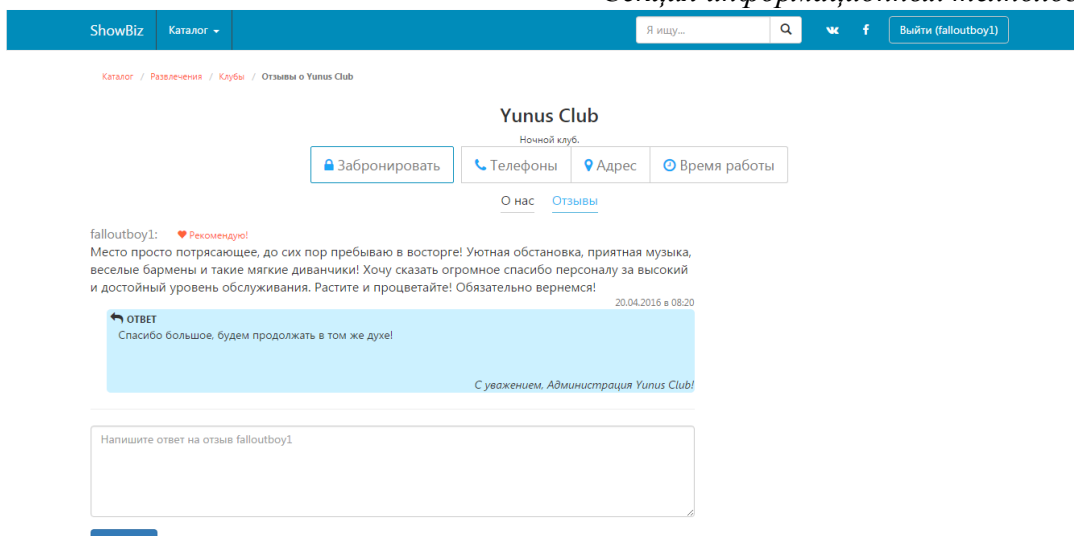 Секция информационной
ShowBiz Каталог Я ищу... Выйти (falloutboy1)
Каталог / Развлечения / Клубы / Отзывы о Yunus Club
Yunus Club
Ночной клуб.
Забронировать Телефоны Адрес Время работы
О нас Отзывы
falloutboy1: Рекомендую!
Место просто потрясающее, до сих пор пребываю в восторге! Уютная обстановка, приятная музыка,
веселые бармены и такие мягкие диванчики! Хочу сказать огромное спасибо персоналу за высокий
и достойный уровень обслуживания. Растите и процветайте! Обязательно вернемся!
20.04.2016 в 08:20
ОТВЕТ
Спасибо большое, будем продолжать в том же духе!
С уважением, Администрация Yunus Club!
Напишите ответ на отзыв falloutboy1